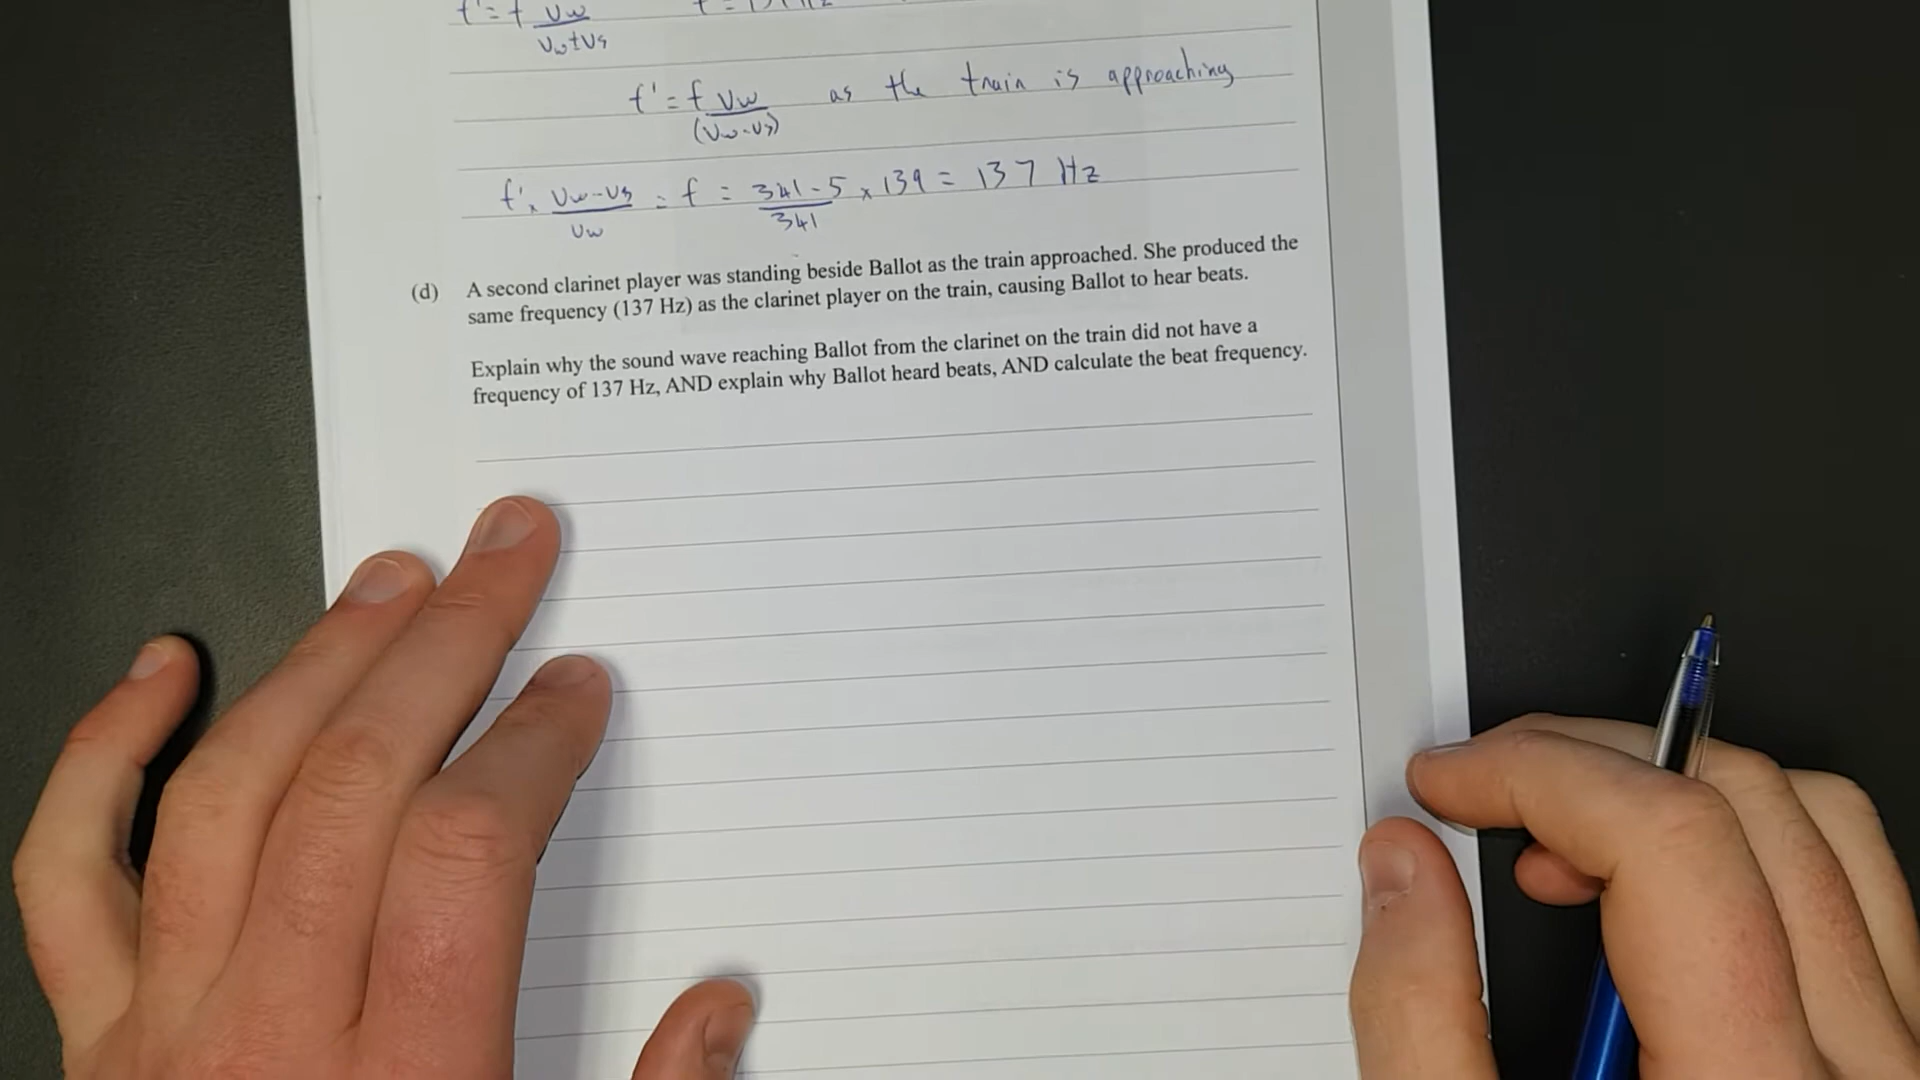 f' = f Vw
Vw±Vs
f' = f Vw as the train is approaching
(Vw-Vs)
f' × Vw-Vs = f = 341-5 × 139 = 137 Hz
Vw 341
(d) A second clarinet player was standing beside Ballot as the train approached. She produced the
same frequency (137 Hz) as the clarinet player on the train, causing Ballot to hear beats.
Explain why the sound wave reaching Ballot from the clarinet on the train did not have a
frequency of 137 Hz, AND explain why Ballot heard beats, AND calculate the beat frequency.